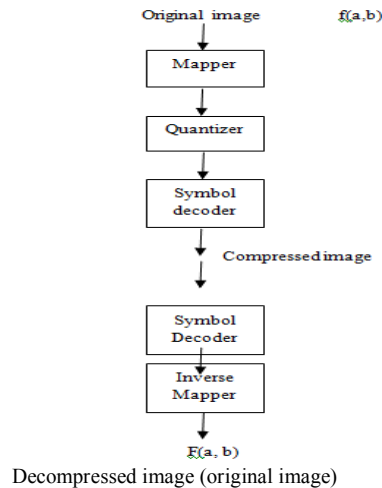 Original image f(a,b)
Mapper
Quantizer
Symbol
decoder
Compressed image
Symbol
Decoder
Inverse
Mapper
F(a, b)
Decompressed image (original image)